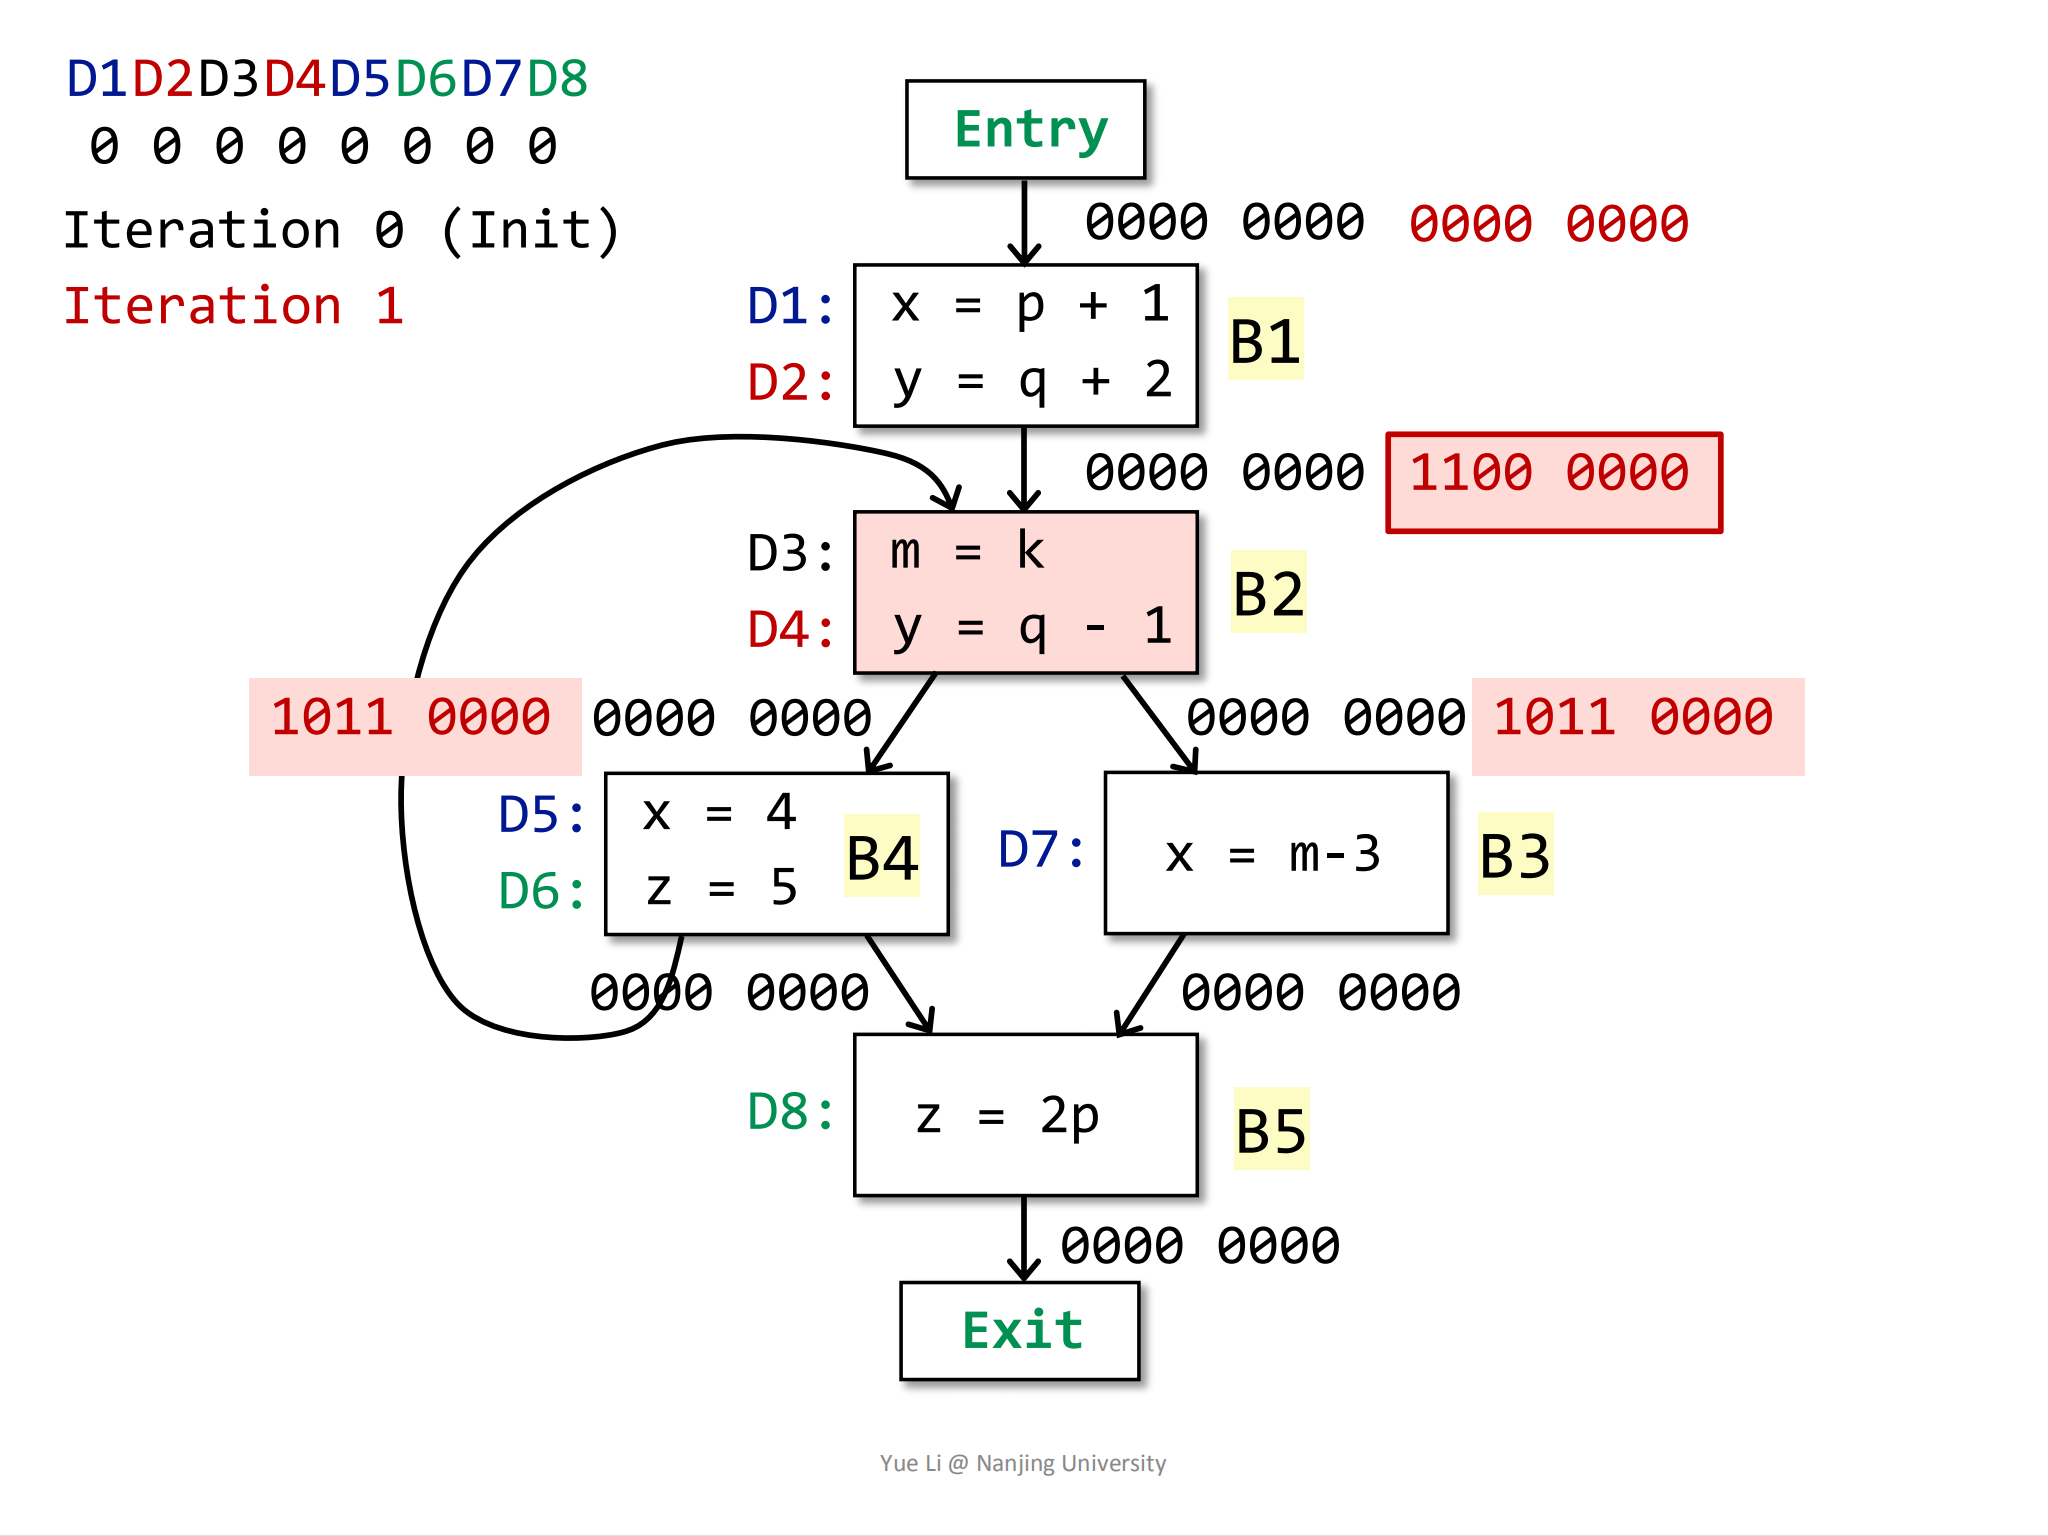 D1D2D3D4D5D6D7D8
0 0 0 0 0 0 0 0
Iteration 0 (Init)
Iteration 1
Entry
0000 0000 0000 0000
D1: x = p + 1
D2: y = q + 2
B1
0000 0000 1100 0000
D3: m = k
D4: y = q - 1
B2
1011 0000 0000 0000
0000 0000 1011 0000
D5: x = 4
D6: z = 5
B4
D7: x = m-3
B3
0000 0000
0000 0000
D8: z = 2p
B5
0000 0000
Exit
Yue Li @ Nanjing University